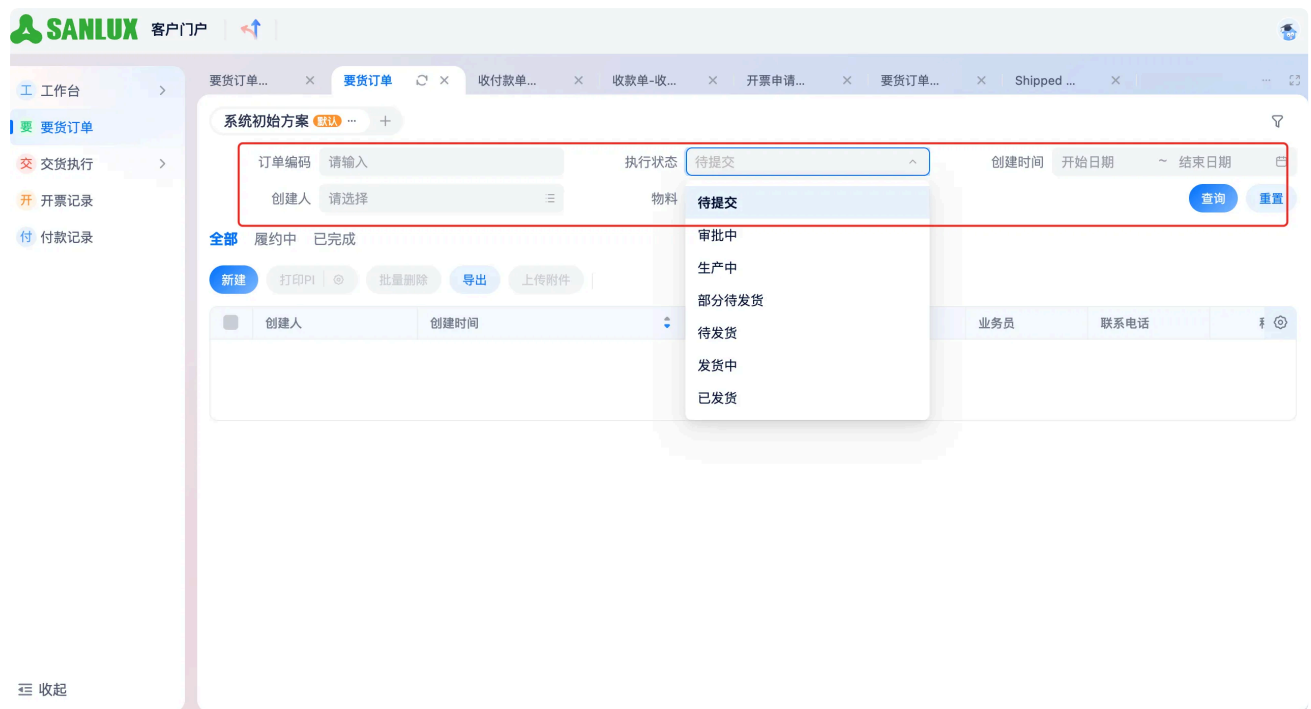 SANLUX 客户门户
要货订单... 要货订单 收付款单... 收款单-收... 开票申请... 要货订单... Shipped ...
工 工作台
要 要货订单
交 交货执行
开 开票记录
付 付款记录
系统初始方案 默认 ... +
订单编码 请输入 执行状态 待提交 创建时间 开始日期 ~ 结束日期
创建人 请选择 物料 查询 重置
待提交
审批中
生产中
部分待发货
待发货
发货中
已发货
全部 履约中 已完成
新建 打印PI 批量删除 导出 上传附件
创建人 创建时间 业务员 联系电话
收起